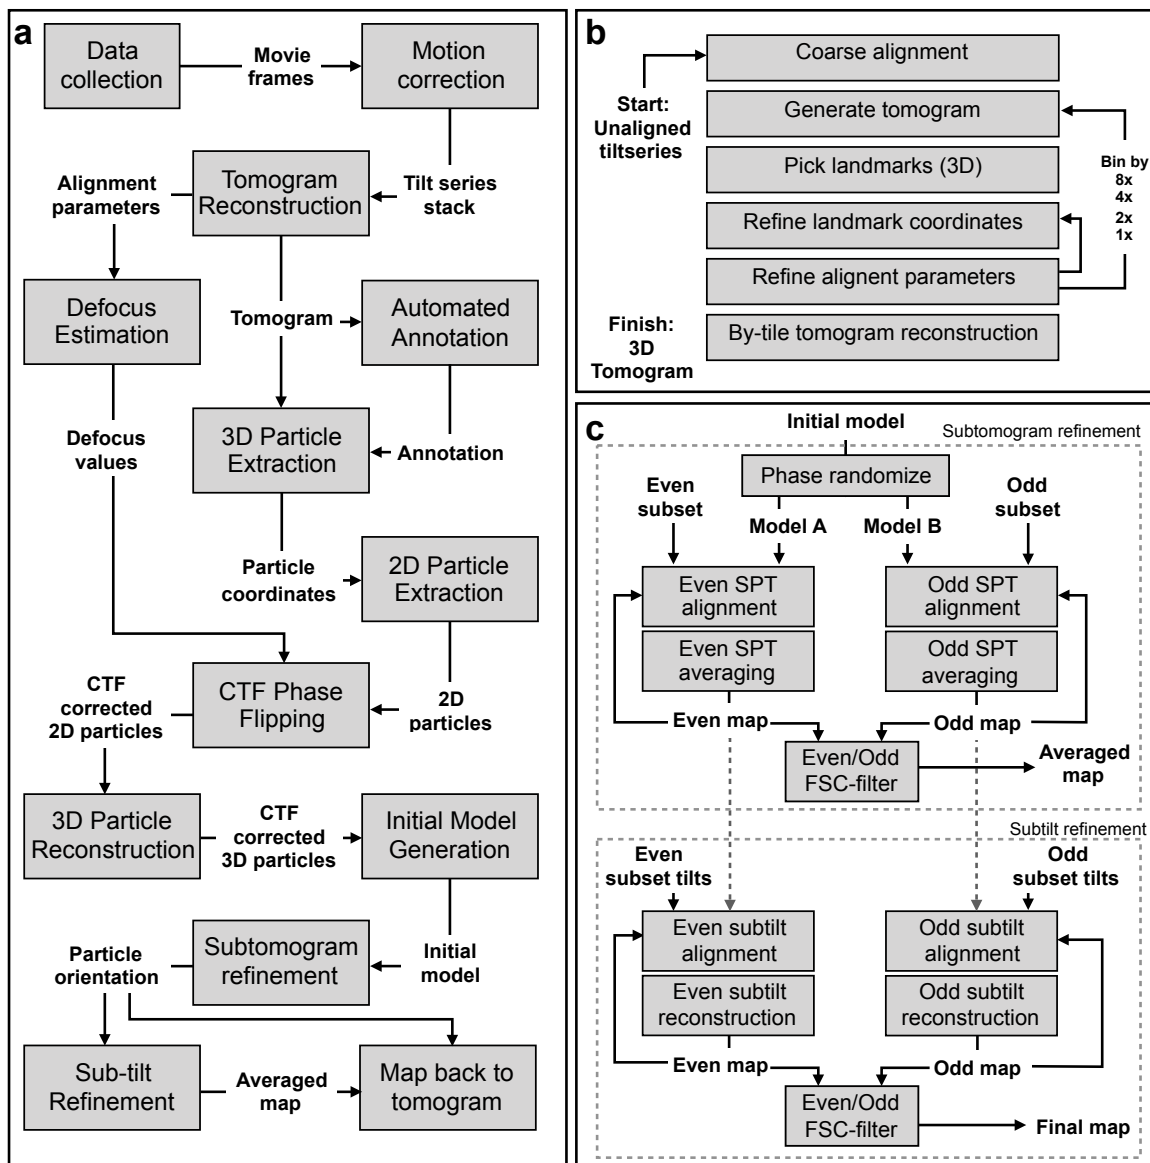 a
Data
collection
Movie
frames
Motion
correction
Alignment
parameters
Tomogram
Reconstruction
Tilt series
stack
Defocus
Estimation
Tomogram
Automated
Annotation
Defocus
values
3D Particle
Extraction
Annotation
Particle
coordinates
2D Particle
Extraction
CTF
corrected
2D particles
CTF Phase
Flipping
2D
particles
3D Particle
Reconstruction
CTF
corrected
3D particles
Initial Model
Generation
Particle
orientation
Subtomogram
refinement
Initial
model
Sub-tilt
Refinement
Averaged
map
Map back to
tomogram
b
Coarse alignment
Start:
Unaligned
tiltseries
Generate tomogram
Pick landmarks (3D)
Refine landmark coordinates
Refine alignent parameters
Bin by
8x
4x
2x
1x
Finish:
3D
Tomogram
By-tile tomogram reconstruction
c
Initial model
Subtomogram refinement
Phase randomize
Even
subset
Model A
Model B
Odd
subset
Even SPT
alignment
Odd SPT
alignment
Even SPT
averaging
Odd SPT
averaging
Even map
Odd map
Even/Odd
FSC-filter
Averaged
map
Subtilt refinement
Even
subset tilts
Odd
subset tilts
Even subtilt
alignment
Odd subtilt
alignment
Even subtilt
reconstruction
Odd subtilt
reconstruction
Even map
Odd map
Even/Odd
FSC-filter
Final map